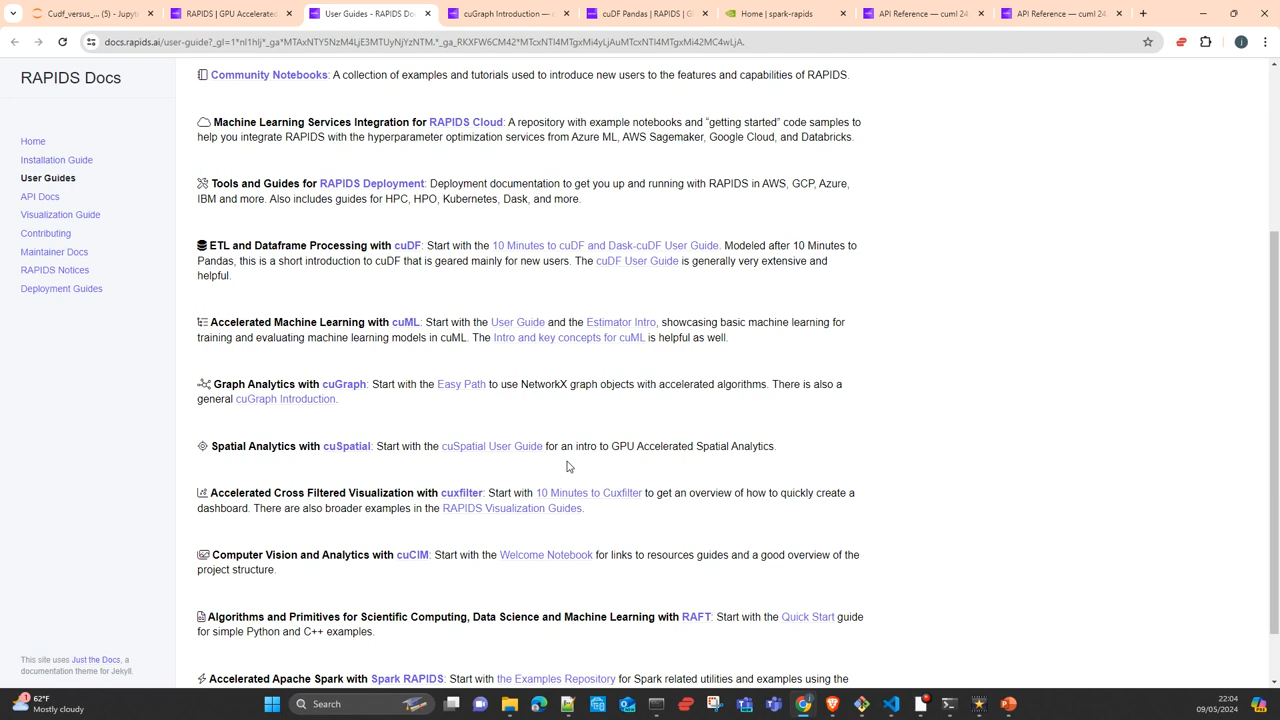 Cudf_versus_... (5) - Jupyt
RAPIDS | GPU Accelerated
User Guides - RAPIDS Do
cuGraph Introduction — c
cuDF Pandas | RAPIDS | G
Home | spark-rapids
API Reference — cuml 24.
API Reference — cuml 24.
docs.rapids.ai/user-guide?_gl=1*nl1hlj*_ga*MTAxNTY5NzM4LjE3MTUyNjYzNTM.*_ga_RKXFW6CM42*MTcxNTI4MTgxMi4yLjAuMTcxNTI4MTgxMi42MC4wLjA.
RAPIDS Docs
Home
Installation Guide
User Guides
API Docs
Visualization Guide
Contributing
Maintainer Docs
RAPIDS Notices
Deployment Guides
This site uses Just the Docs, a
documentation theme for Jekyll.
Community Notebooks: A collection of examples and tutorials used to introduce new users to the features and capabilities of RAPIDS.
Machine Learning Services Integration for RAPIDS Cloud: A repository with example notebooks and “getting started” code samples to
help you integrate RAPIDS with the hyperparameter optimization services from Azure ML, AWS Sagemaker, Google Cloud, and Databricks.
Tools and Guides for RAPIDS Deployment: Deployment documentation to get you up and running with RAPIDS in AWS, GCP, Azure,
IBM and more. Also includes guides for HPC, HPO, Kubernetes, Dask, and more.
ETL and Dataframe Processing with cuDF: Start with the 10 Minutes to cuDF and Dask-cuDF User Guide. Modeled after 10 Minutes to
Pandas, this is a short introduction to cuDF that is geared mainly for new users. The cuDF User Guide is generally very extensive and
helpful.
Accelerated Machine Learning with cuML: Start with the User Guide and the Estimator Intro, showcasing basic machine learning for
training and evaluating machine learning models in cuML. The Intro and key concepts for cuML is helpful as well.
Graph Analytics with cuGraph: Start with the Easy Path to use NetworkX graph objects with accelerated algorithms. There is also a
general cuGraph Introduction.
Spatial Analytics with cuSpatial: Start with the cuSpatial User Guide for an intro to GPU Accelerated Spatial Analytics.
Accelerated Cross Filtered Visualization with cuxfilter: Start with 10 Minutes to Cuxfilter to get an overview of how to quickly create a
dashboard. There are also broader examples in the RAPIDS Visualization Guides.
Computer Vision and Analytics with cuCIM: Start with the Welcome Notebook for links to resources guides and a good overview of the
project structure.
Algorithms and Primitives for Scientific Computing, Data Science and Machine Learning with RAFT: Start with the Quick Start guide
for simple Python and C++ examples.
Accelerated Apache Spark with Spark RAPIDS: Start with the Examples Repository for Spark related utilities and examples using the
1
62°F
Mostly cloudy
Search
22:04
09/05/2024